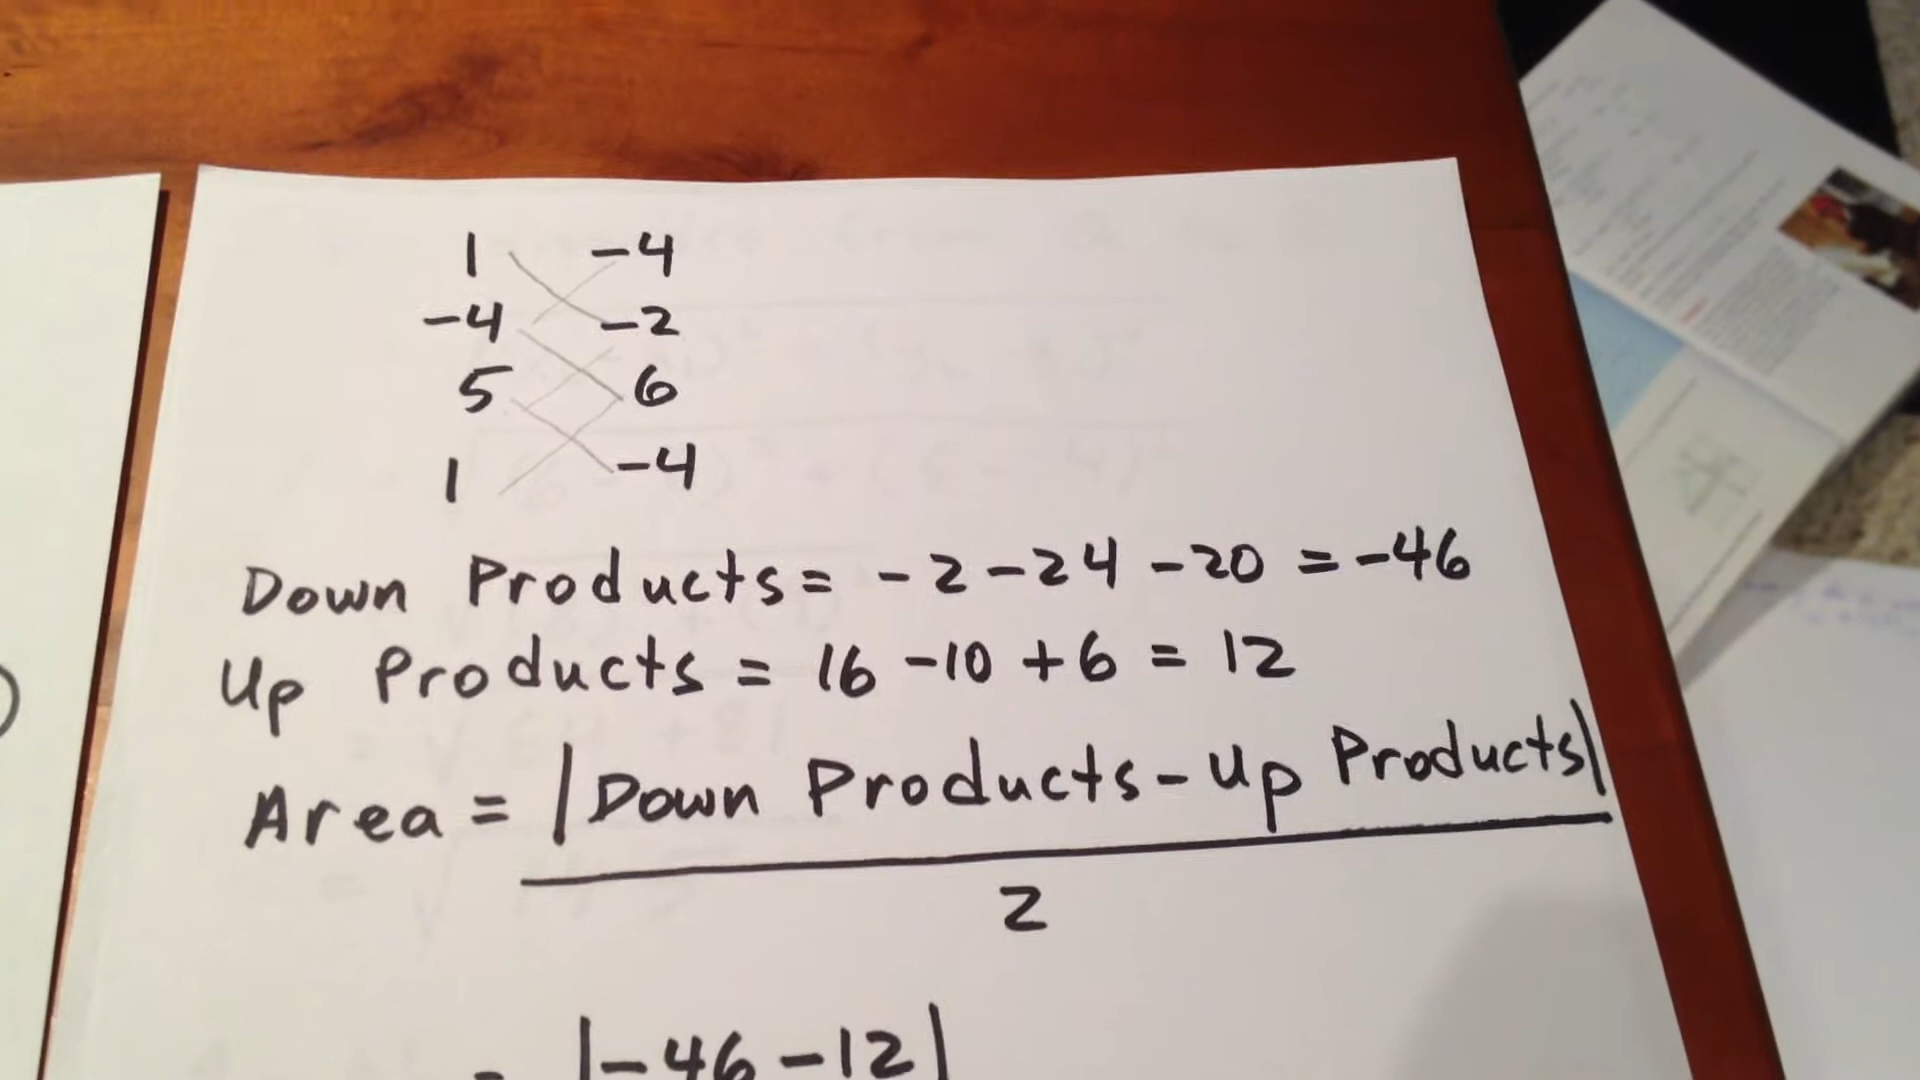 1 -4
-4 -2
5 6
1 -4
Down Products = -2-24-20 = -46
Up Products = 16 -10 +6 = 12
Area = |Down Products - Up Products|
2
= |-46-12|